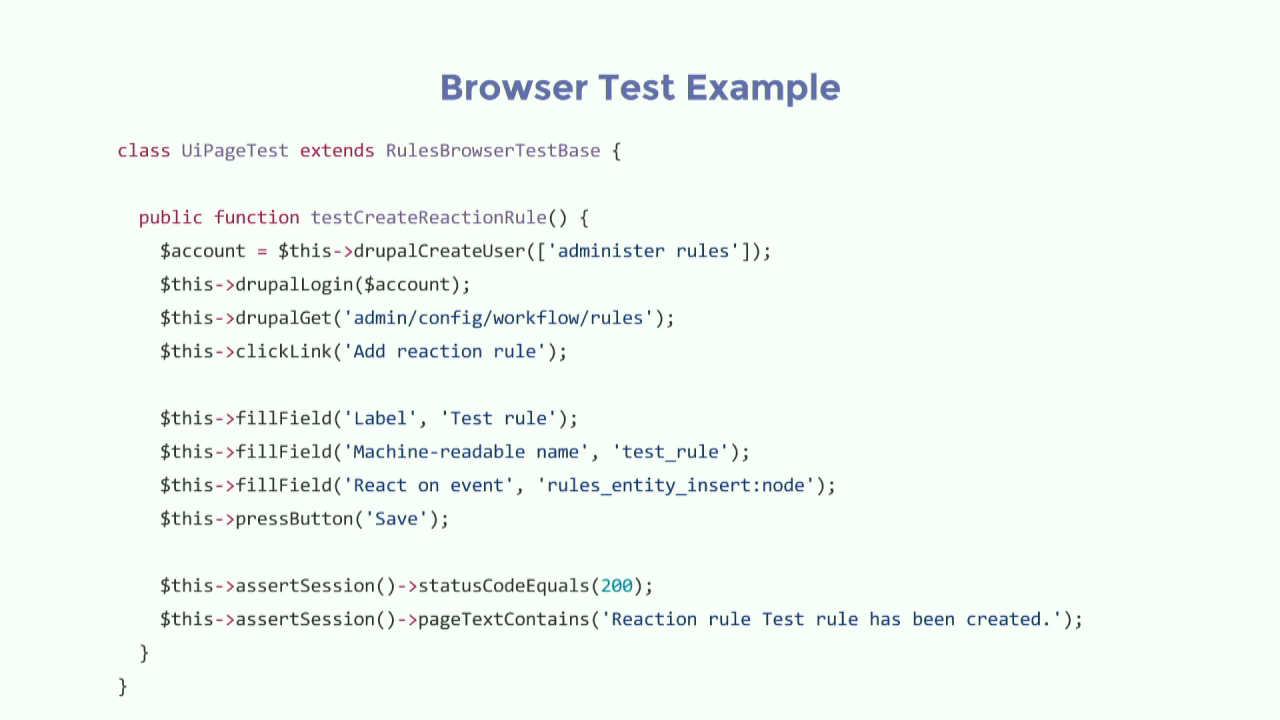 Browser Test Example
class UiPageTest extends RulesBrowserTestBase {
public function testCreateReactionRule() {
$account = $this->drupalCreateUser(['administer rules']);
$this->drupalLogin($account);
$this->drupalGet('admin/config/workflow/rules');
$this->clickLink('Add reaction rule');
$this->fillField('Label', 'Test rule');
$this->fillField('Machine-readable name', 'test_rule');
$this->fillField('React on event', 'rules_entity_insert:node');
$this->pressButton('Save');
$this->assertSession()->statusCodeEquals(200);
$this->assertSession()->pageTextContains('Reaction rule Test rule has been created.');
}
}